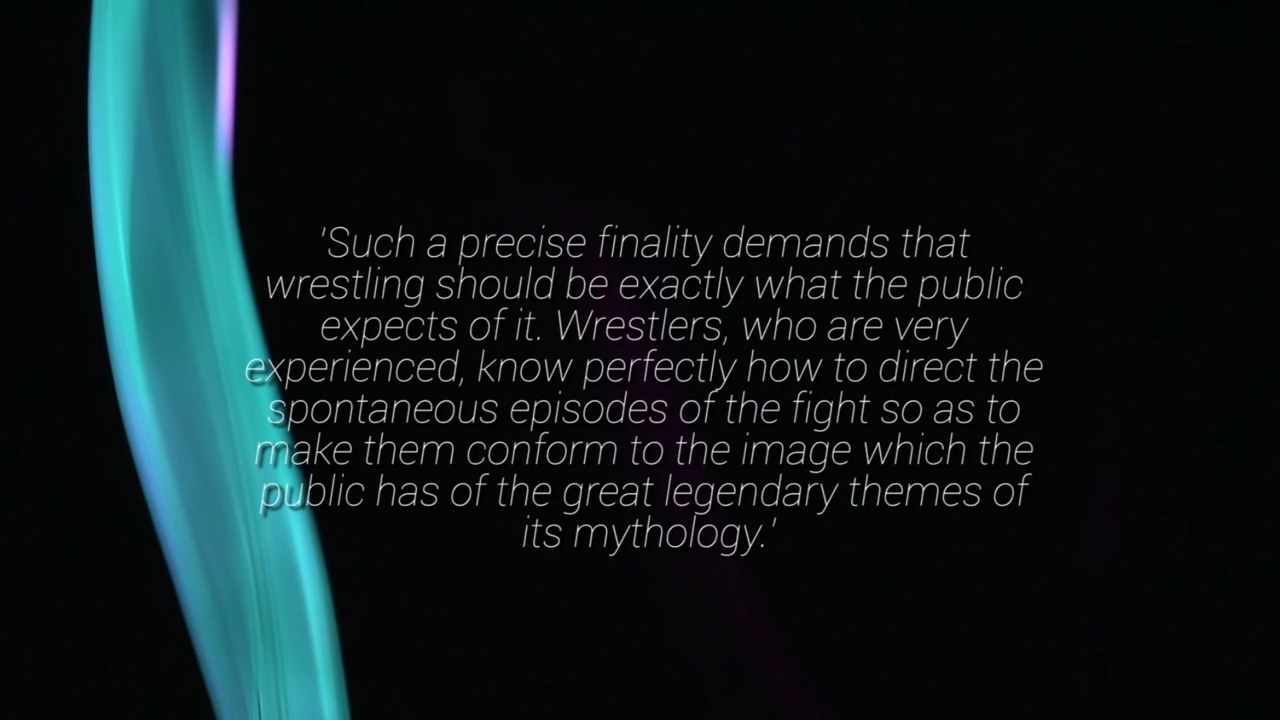 'Such a precise finality demands that
wrestling should be exactly what the public
expects of it. Wrestlers, who are very
experienced, know perfectly how to direct the
spontaneous episodes of the fight so as to
make them conform to the image which the
public has of the great legendary themes of
its mythology.'